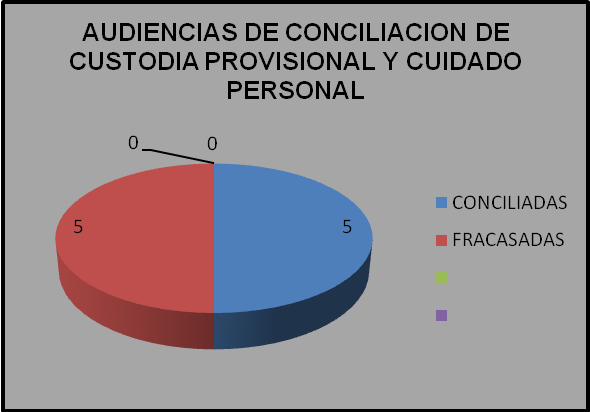 AUDIENCIAS DE CONCILIACION DE
CUSTODIA PROVISIONAL Y CUIDADO
PERSONAL
0
0
5
5
CONCILIADAS
FRACASADAS